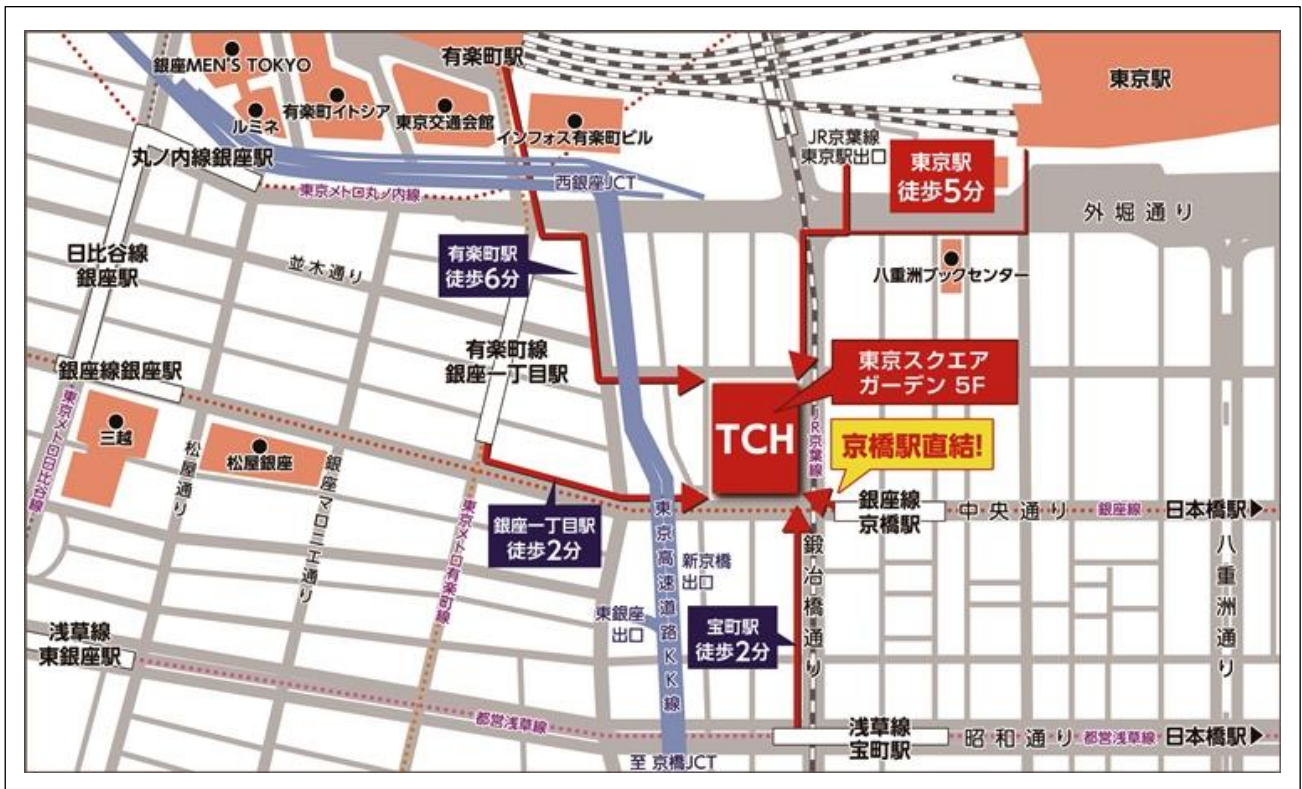 有楽町駅
東京駅
銀座MEN'S TOKYO
ルミネ
有楽町イトシア
東京交通会館
インフォス有楽町ビル
JR京葉線
東京駅出口
東京駅
徒歩5分
丸ノ内線銀座駅
東京メトロ丸ノ内線
西銀座JCT
外堀通り
日比谷線
銀座駅
並木通り
有楽町駅
徒歩6分
八重洲ブックセンター
有楽町線
銀座一丁目駅
東京スクエア
ガーデン 5F
銀座線銀座駅
TCH
JR京葉線
京橋駅直結!
三越
松屋銀座
東京メトロ日比谷線
松屋通り
銀座マロニエ通り
東京メトロ有楽町線
銀座一丁目駅
徒歩2分
東京高速道路KK線
新京橋
出口
東銀座
出口
銀座線
京橋駅
中央通り
銀座線
日本橋駅▶
鍛冶橋通り
八重洲通り
宝町駅
徒歩2分
浅草線
東銀座駅
都営浅草線
浅草線
宝町駅
昭和通り
都営浅草線
日本橋駅▶
至 京橋JCT